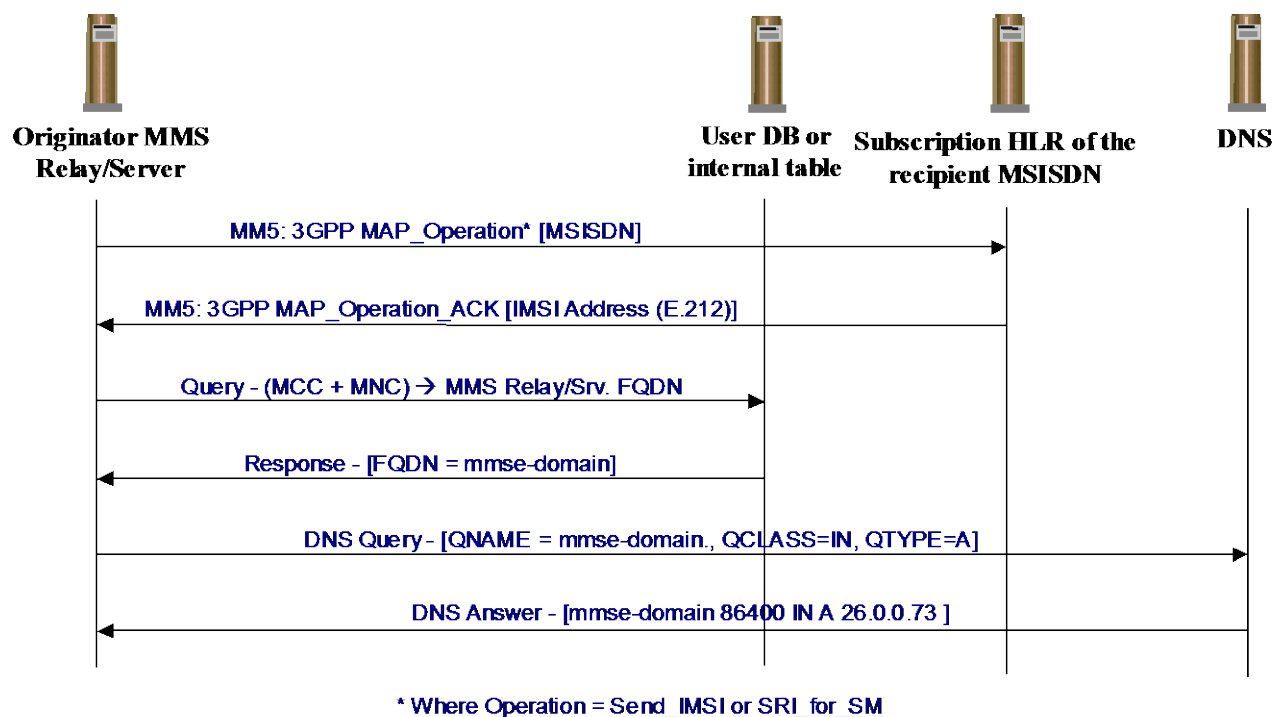 Originator MMS
Relay/Server
User DB or
internal table
Subscription HLR of the
recipient MSISDN
DNS
MM5: 3GPP MAP_Operation* [MSISDN]
MM5: 3GPP MAP_Operation_ACK [IMSI Address (E.212)]
Query - (MCC + MNC) → MMS Relay/Srv. FQDN
Response - [FQDN = mmse-domain]
DNS Query - [QNAME = mmse-domain., QCLASS=IN, QTYPE=A]
DNS Answer - [mmse-domain 86400 IN A 26.0.0.73 ]
* Where Operation = Send_IMSI or SRI_for_SM